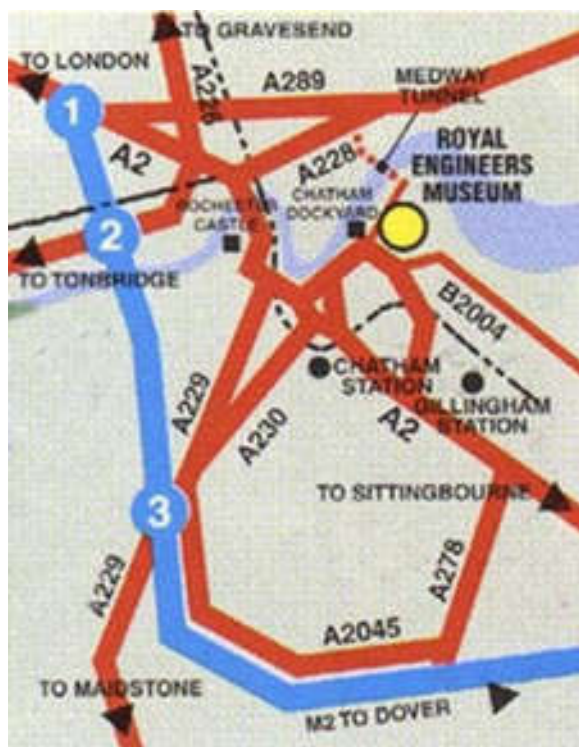 TO GRAVESEND
TO LONDON
A289
MEDWAY
TUNNEL
1
A2
A228
A228
ROYAL
ENGINEERS
MUSEUM
ROCHESTER
CASTLE
CHATHAM
DOCKYARD
2
TO TONBRIDGE
B2004
CHATHAM
STATION
GILLINGHAM
STATION
A229
A230
A2
3
TO SITTINGBOURNE
A229
A278
A2045
TO MAIDSTONE
M2 TO DOVER